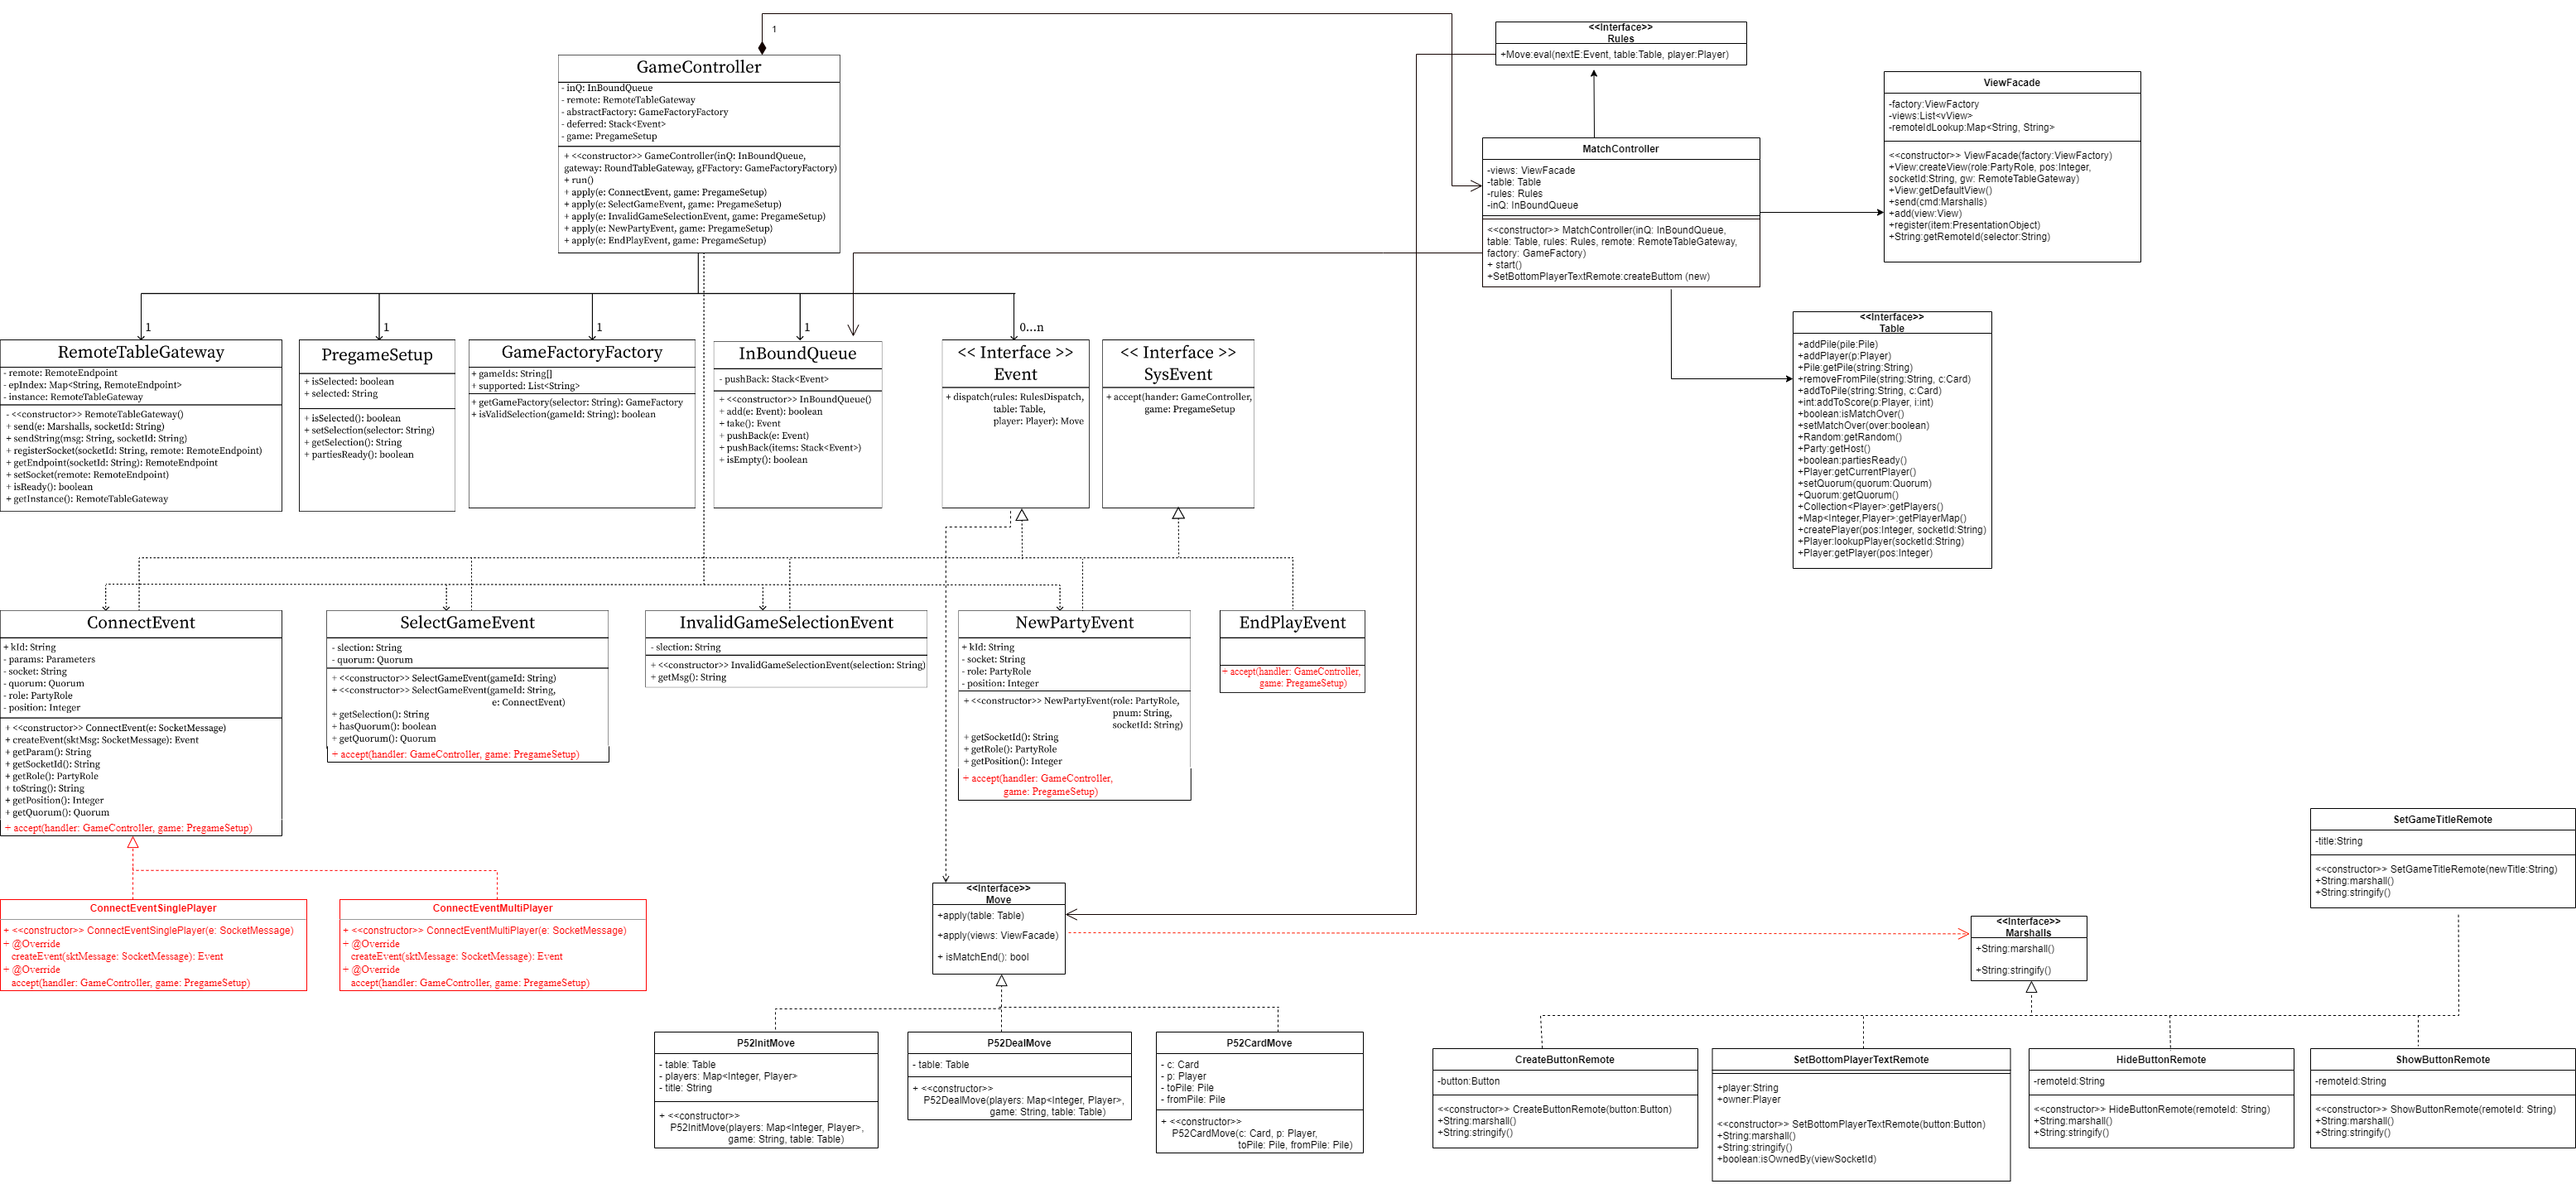 1
GameController
- inQ: InBoundQueue
- remote: RemoteTableGateway
- abstractFactory: GameFactoryFactory
- deferred: Stack<Event>
- game: PregameSetup
+ <<constructor>> GameController(inQ: InBoundQueue,
gateway: RoundTableGateway, gFFactory: GameFactoryFactory)
+ run()
+ apply(e: ConnectEvent, game: PregameSetup)
+ apply(e: SelectGameEvent, game: PregameSetup)
+ apply(e: InvalidGameSelectionEvent, game: PregameSetup)
+ apply(e: NewPartyEvent, game: PregameSetup)
+ apply(e: EndPlayEvent, game: PregameSetup)
<<Interface>>
Rules
+Move:eval(nextE:Event, table:Table, player:Player)
ViewFacade
-factory:ViewFactory
-views:List<vView>
-remoteIdLookup:Map<String, String>
<<constructor>> ViewFacade(factory:ViewFactory)
+View:createView(role:PartyRole, pos:Integer,
socketId:String, gw: RemoteTableGateway)
+View:getDefaultView()
+send(cmd:Marshalls)
+add(view:View)
+register(item:PresentationObject)
+String:getRemoteId(selector:String)
MatchController
-views: ViewFacade
-table: Table
-rules: Rules
-inQ: InBoundQueue
<<constructor>> MatchController(inQ: InBoundQueue,
table: Table, rules: Rules, remote: RemoteTableGateway,
factory: GameFactory)
+ start()
+SetBottomPlayerTextRemote:createButtom (new)
<<Interface>>
Table
+addPile(pile:Pile)
+addPlayer(p:Player)
+Pile:getPile(string:String)
+removeFromPile(string:String, c:Card)
+addToPile(string:String, c:Card)
+int:addToScore(p:Player, i:int)
+boolean:isMatchOver()
+setMatchOver(over:boolean)
+Random:getRandom()
+Party:getHost()
+boolean:partiesReady()
+Player:getCurrentPlayer()
+setQuorum(quorum:Quorum)
+Quorum:getQuorum()
+Collection<Player>:getPlayers()
+Map<Integer,Player>:getPlayerMap()
+createPlayer(pos:Integer, socketId:String)
+Player:lookupPlayer(socketId:String)
+Player:getPlayer(pos:Integer)
1
1
1
1
0...n
RemoteTableGateway
- remote: RemoteEndpoint
- epIndex: Map<String, RemoteEndpoint>
- instance: RemoteTableGateway
- <<constructor>> RemoteTableGateway()
+ send(e: Marshalls, socketId: String)
+ sendString(msg: String, socketId: String)
+ registerSocket(socketId: String, remote: RemoteEndpoint)
+ getEndpoint(socketId: String): RemoteEndpoint
+ setSocket(remote: RemoteEndpoint)
+ isReady(): boolean
+ getInstance(): RemoteTableGateway
PregameSetup
+ isSelected: boolean
+ selected: String
+ isSelected(): boolean
+ setSelection(selector: String)
+ getSelection(): String
+ partiesReady(): boolean
GameFactoryFactory
+ gameIds: String[]
+ supported: List<String>
+ getGameFactory(selector: String): GameFactory
+ isValidSelection(gameId: String): boolean
InBoundQueue
- pushBack: Stack<Event>
+ <<constructor>> InBoundQueue()
+ add(e: Event): boolean
+ take(): Event
+ pushBack(e: Event)
+ pushBack(items: Stack<Event>)
+ isEmpty(): boolean
<< Interface >>
Event
+ dispatch(rules: RulesDispatch,
table: Table,
player: Player): Move
<< Interface >>
SysEvent
+ accept(hander: GameController,
game: PregameSetup
ConnectEvent
+ kId: String
- params: Parameters
- socket: String
- quorum: Quorum
- role: PartyRole
- position: Integer
+ <<constructor>> ConnectEvent(e: SocketMessage)
+ createEvent(sktMsg: SocketMessage): Event
+ getParam(): String
+ getSocketId(): String
+ getRole(): PartyRole
+ toString(): String
+ getPosition(): Integer
+ getQuorum(): Quorum
+ accept(handler: GameController, game: PregameSetup)
SelectGameEvent
- slection: String
- quorum: Quorum
+ <<constructor>> SelectGameEvent(gameId: String)
+ <<constructor>> SelectGameEvent(gameId: String,
e: ConnectEvent)
+ getSelection(): String
+ hasQuorum(): boolean
+ getQuorum(): Quorum
+ accept(handler: GameController, game: PregameSetup)
InvalidGameSelectionEvent
- slection: String
+ <<constructor>> InvalidGameSelectionEvent(selection: String)
+ getMsg(): String
NewPartyEvent
+ kId: String
- socket: String
- role: PartyRole
- position: Integer
+ <<constructor>> NewPartyEvent(role: PartyRole,
pnum: String,
socketId: String)
+ getSocketId(): String
+ getRole(): PartyRole
+ getPosition(): Integer
+ accept(handler: GameController,
game: PregameSetup)
EndPlayEvent
+ accept(handler: GameController,
game: PregameSetup)
ConnectEventSinglePlayer
+ <<constructor>> ConnectEventSinglePlayer(e: SocketMessage)
+ @Override
createEvent(sktMessage: SocketMessage): Event
+ @Override
accept(handler: GameController, game: PregameSetup)
ConnectEventMultiPlayer
+ <<constructor>> ConnectEventMultiPlayer(e: SocketMessage)
+ @Override
createEvent(sktMessage: SocketMessage): Event
+ @Override
accept(handler: GameController, game: PregameSetup)
<<Interface>>
Move
+apply(table: Table)
+apply(views: ViewFacade)
+ isMatchEnd(): bool
<<Interface>>
Marshalls
+String:marshall()
+String:stringify()
SetGameTitleRemote
-title:String
<<constructor>> SetGameTitleRemote(newTitle:String)
+String:marshall()
+String:stringify()
P52InitMove
- table: Table
- players: Map<Integer, Player>
- title: String
+ <<constructor>>
P52InitMove(players: Map<Integer, Player>,
game: String, table: Table)
P52DealMove
- table: Table
+ <<constructor>>
P52DealMove(players: Map<Integer, Player>,
game: String, table: Table)
P52CardMove
- c: Card
- p: Player
- toPile: Pile
- fromPile: Pile
+ <<constructor>>
P52CardMove(c: Card, p: Player,
toPile: Pile, fromPile: Pile)
CreateButtonRemote
-button:Button
<<constructor>> CreateButtonRemote(button:Button)
+String:marshall()
+String:stringify()
SetBottomPlayerTextRemote
+player:String
+owner:Player
<<constructor>> SetBottomPlayerTextRemote(button:Button)
+String:marshall()
+String:stringify()
+boolean:isOwnedBy(viewSocketId)
HideButtonRemote
-remoteId:String
<<constructor>> HideButtonRemote(remoteId: String)
+String:marshall()
+String:stringify()
ShowButtonRemote
-remoteId:String
<<constructor>> ShowButtonRemote(remoteId: String)
+String:marshall()
+String:stringify()